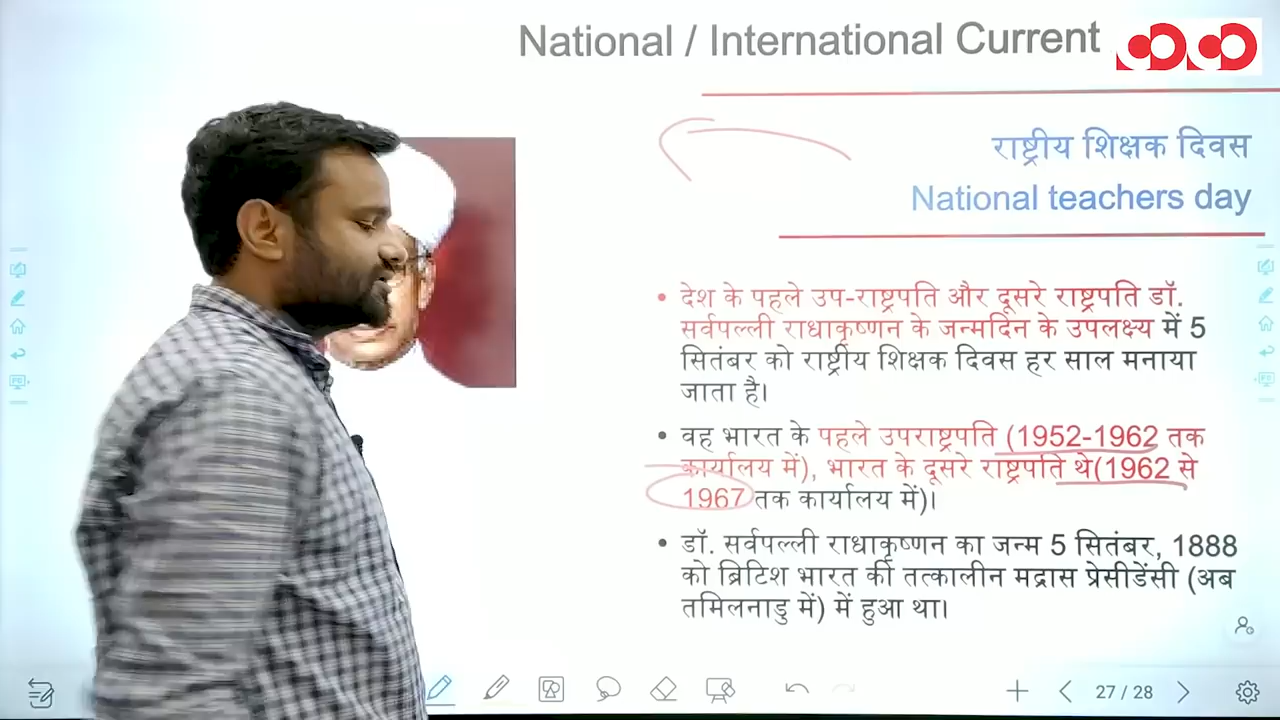 National / International Current
राष्ट्रीय शिक्षक दिवस
National teachers day
• देश के पहले उप-राष्ट्रपति और दूसरे राष्ट्रपति डॉ.
सर्वपल्ली राधाकृष्णन के जन्मदिन के उपलक्ष्य में 5
सितंबर को राष्ट्रीय शिक्षक दिवस हर साल मनाया
जाता है।
• वह भारत के पहले उपराष्ट्रपति (1952-1962 तक
कार्यालय में), भारत के दूसरे राष्ट्रपति थे(1962 से
1967 तक कार्यालय में)।
• डॉ. सर्वपल्ली राधाकृष्णन का जन्म 5 सितंबर, 1888
को ब्रिटिश भारत की तत्कालीन मद्रास प्रेसीडेंसी (अब
तमिलनाडु में) में हुआ था।
27 / 28